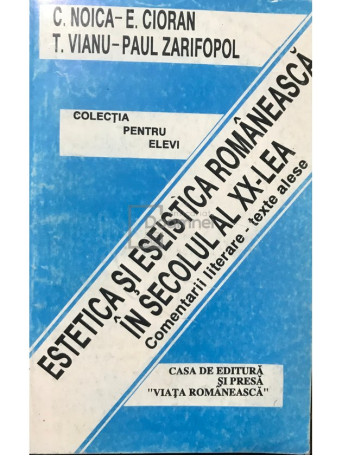 C. NOICA-E. CIORAN
T. VIANU-PAUL ZARIFOPOL
COLECȚIA
PENTRU
ELEVI
ESTETICA ȘI ESEISTICA ROMÂNEASCĂ
ÎN SECOLUL AL XX-LEA
Comentarii literare - texte alese
CASA DE EDITURĂ
ȘI PRESĂ
"VIAȚA ROMÂNEASCĂ"